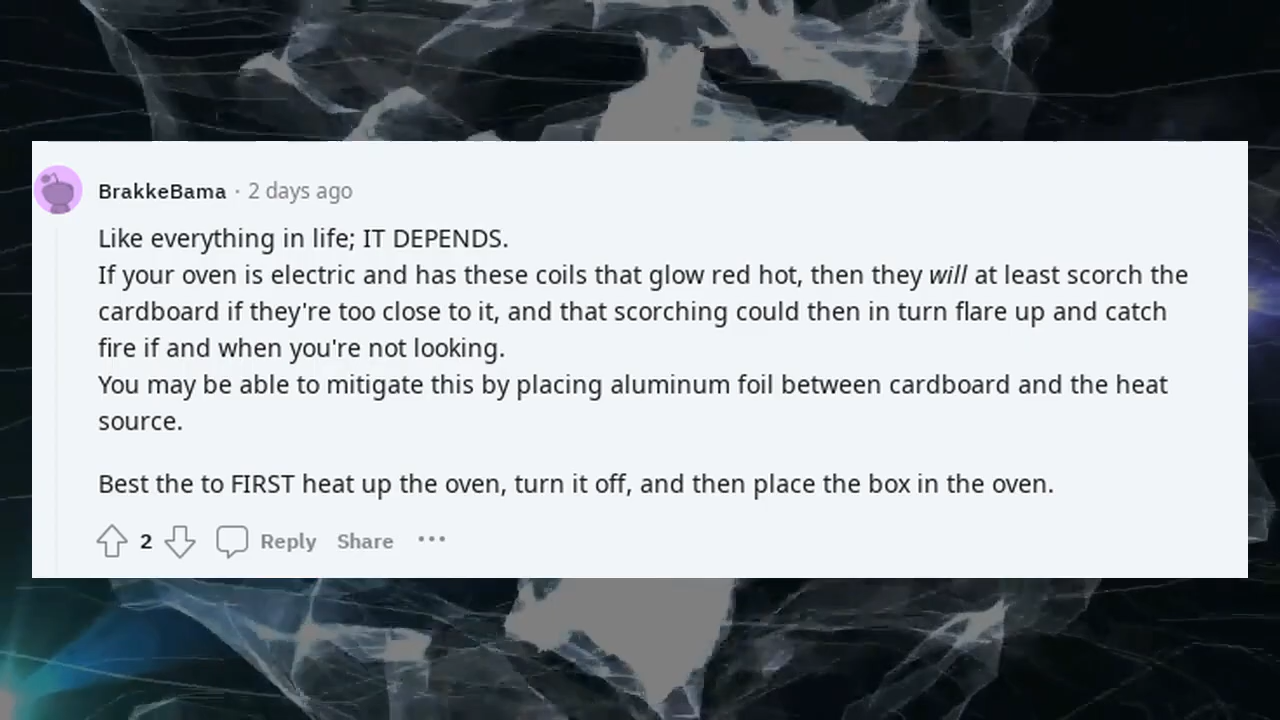 BrakkeBama · 2 days ago
Like everything in life; IT DEPENDS.
If your oven is electric and has these coils that glow red hot, then they will at least scorch the
cardboard if they're too close to it, and that scorching could then in turn flare up and catch
fire if and when you're not looking.
You may be able to mitigate this by placing aluminum foil between cardboard and the heat
source.
Best the to FIRST heat up the oven, turn it off, and then place the box in the oven.
2 Reply Share •••